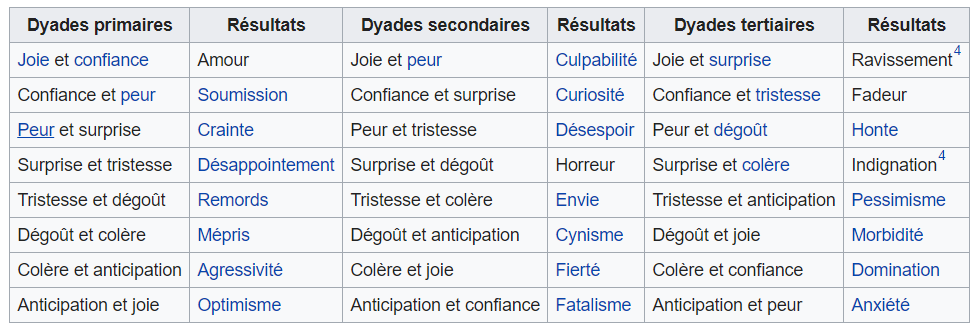 Dyades primaires Résultats Dyades secondaires Résultats Dyades tertiaires Résultats
Joie et confiance Amour Joie et peur Culpabilité Joie et surprise Ravissement4
Confiance et peur Soumission Confiance et surprise Curiosité Confiance et tristesse Fadeur
Peur et surprise Crainte Peur et tristesse Désespoir Peur et dégoût Honte
Surprise et tristesse Désappointement Surprise et dégoût Horreur Surprise et colère Indignation4
Tristesse et dégoût Remords Tristesse et colère Envie Tristesse et anticipation Pessimisme
Dégoût et colère Mépris Dégoût et anticipation Cynisme Dégoût et joie Morbidité
Colère et anticipation Agressivité Colère et joie Fierté Colère et confiance Domination
Anticipation et joie Optimisme Anticipation et confiance Fatalisme Anticipation et peur Anxiété